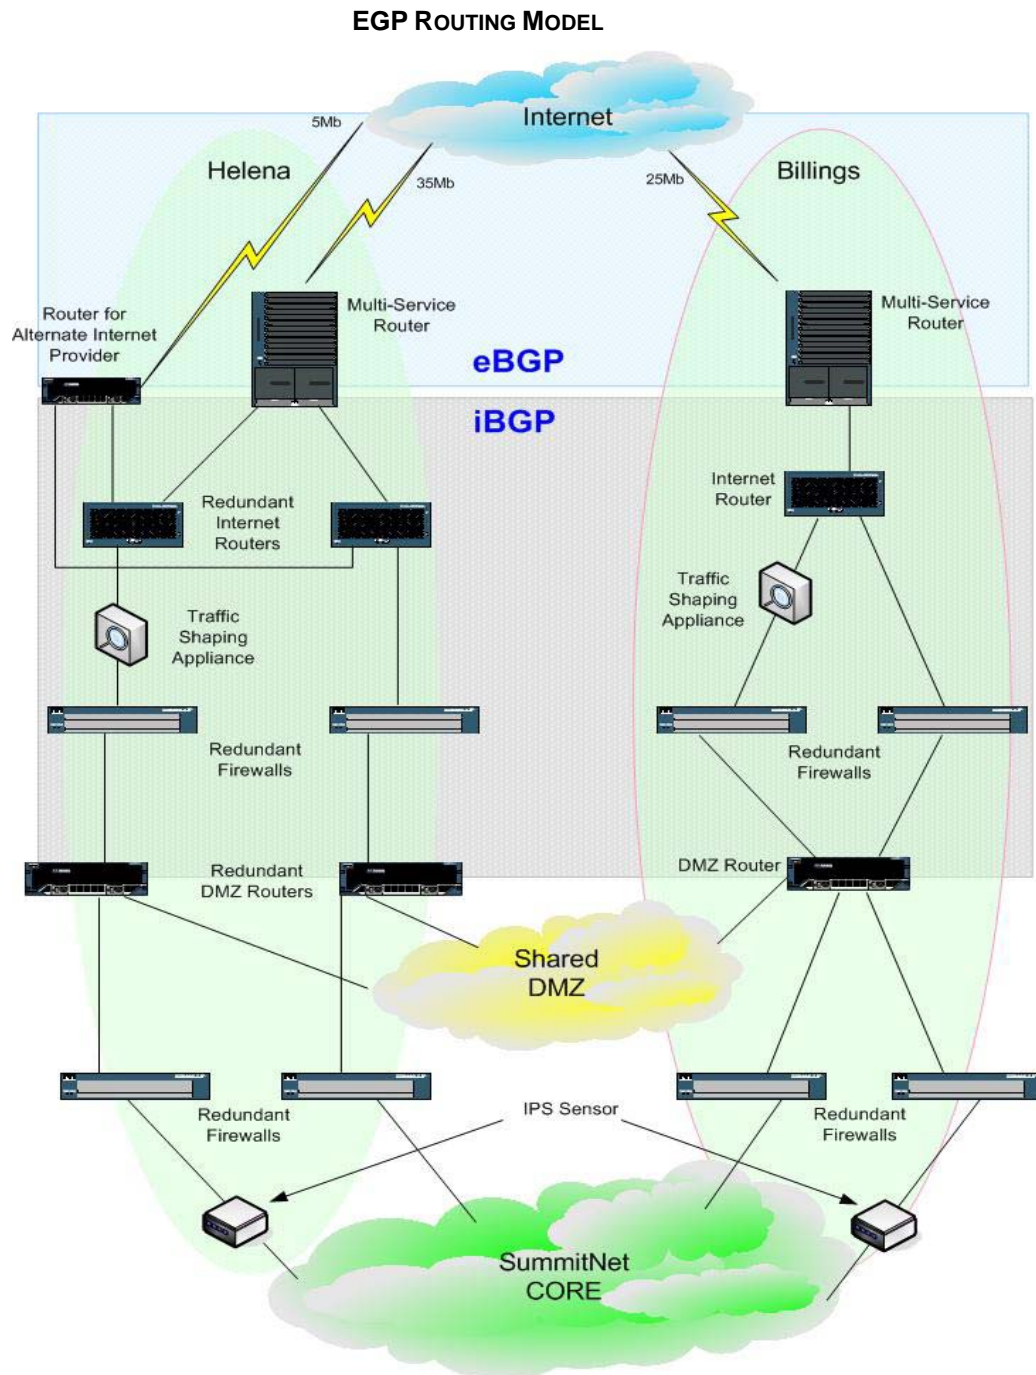 EGP ROUTING MODEL
Internet
5Mb
35Mb
25Mb
Helena
Billings
Router for
Alternate Internet
Provider
Multi-Service
Router
Multi-Service
Router
eBGP
iBGP
Redundant
Internet
Routers
Internet
Router
Traffic
Shaping
Appliance
Traffic
Shaping
Appliance
Redundant
Firewalls
Redundant
Firewalls
Redundant
DMZ Routers
DMZ Router
Shared
DMZ
Redundant
Firewalls
IPS Sensor
Redundant
Firewalls
SummitNet
CORE